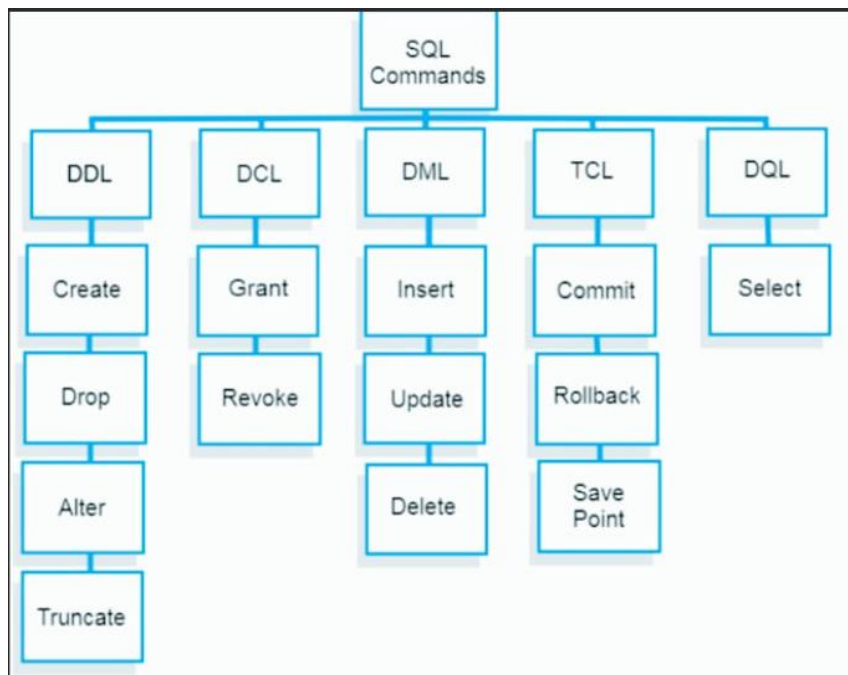 SQL
Commands
DDL
DCL
DML
TCL
DQL
Create
Grant
Insert
Commit
Select
Drop
Revoke
Update
Rollback
Alter
Delete
Save
Point
Truncate